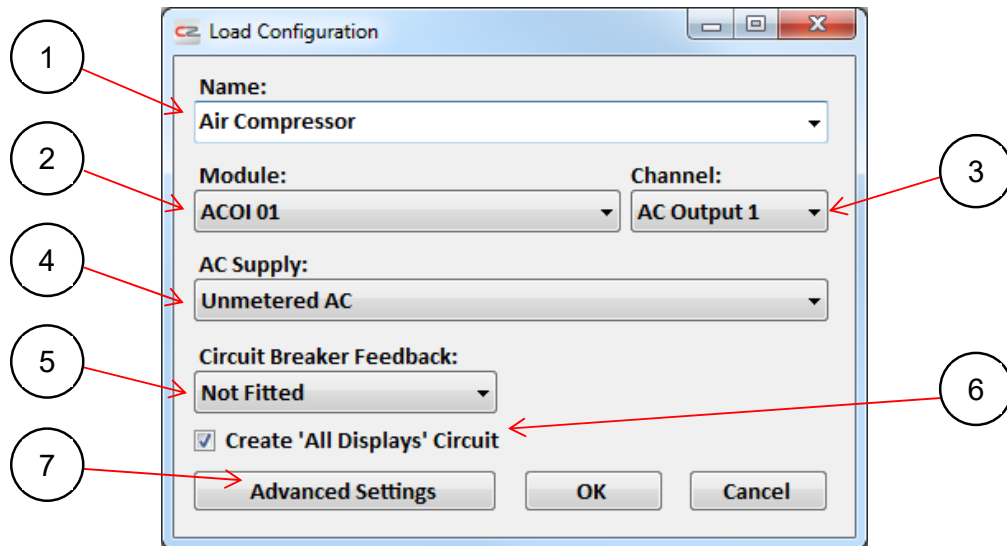 CZ Load Configuration
1
Name:
Air Compressor
2
Module:
Channel:
3
ACOI 01
AC Output 1
4
AC Supply:
Unmetered AC
5
Circuit Breaker Feedback:
Not Fitted
6
Create 'All Displays' Circuit
7
Advanced Settings
OK
Cancel